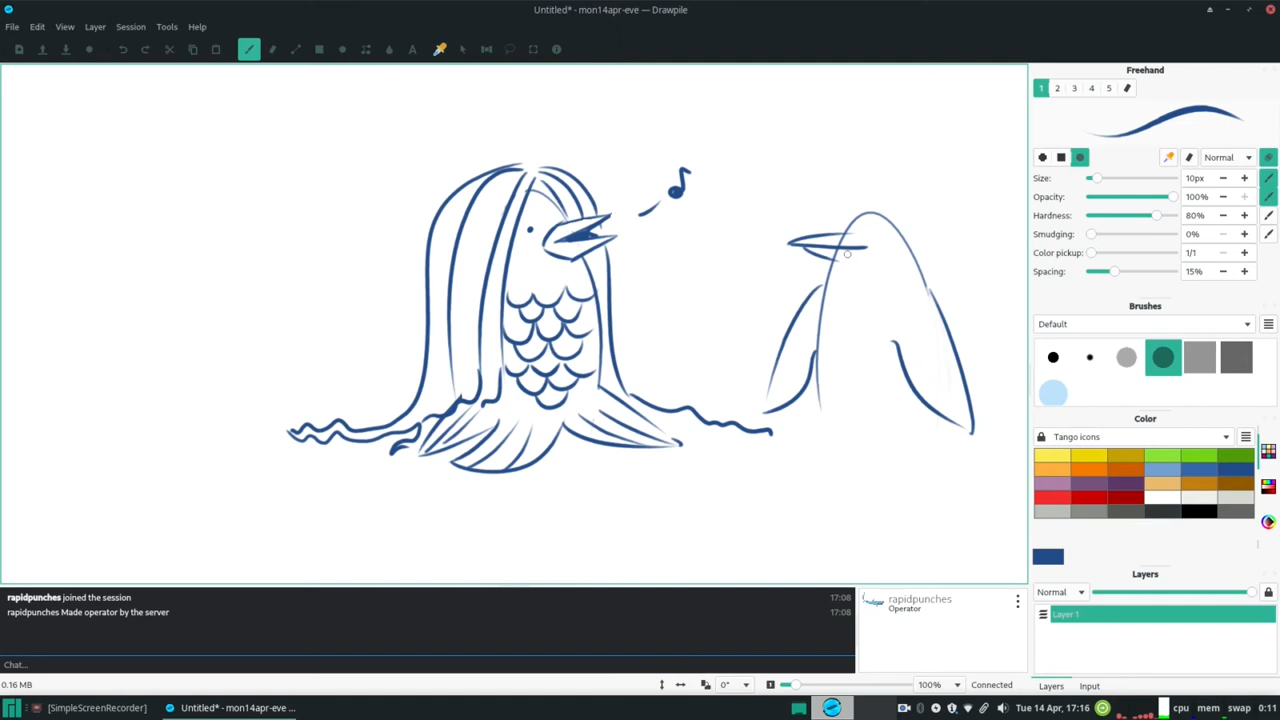 Untitled* - mon14apr-eve — Drawpile
File Edit View Layer Session Tools Help
Freehand
1 2 3 4 5
Normal
Size: 10px
Opacity: 100%
Hardness: 80%
Smudging: 0%
Color pickup: 1/1
Spacing: 15%
Brushes
Default
Color
Tango icons
Layers
Normal
Layer 1
rapidpunches joined the session 17:08
rapidpunches Made operator by the server 17:08
rapidpunches
Operator
Chat...
0.16 MB
0°
1
100%
Connected
Layers Input
[SimpleScreenRecorder]
Untitled* - mon14apr-eve ...
Tue 14 Apr, 17:16
cpu mem swap 0:11